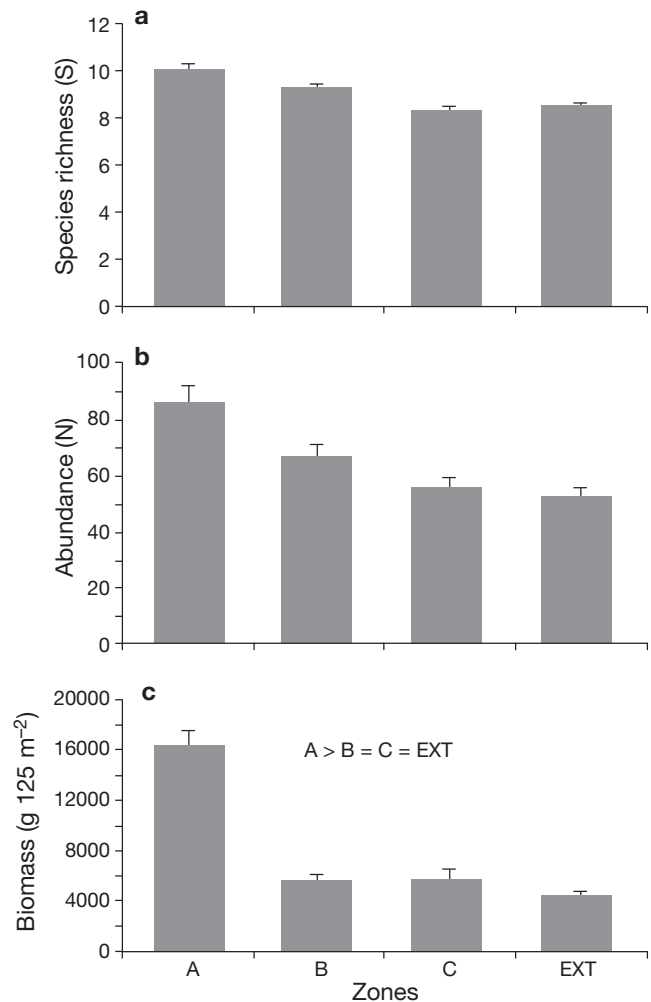 a
Species richness (S)
12
10
8
6
4
2
0
b
Abundance (N)
100
80
60
40
20
0
c
Biomass (g 125 m⁻²)
20000
16000
12000
8000
4000
0
A > B = C = EXT
A B C EXT
Zones